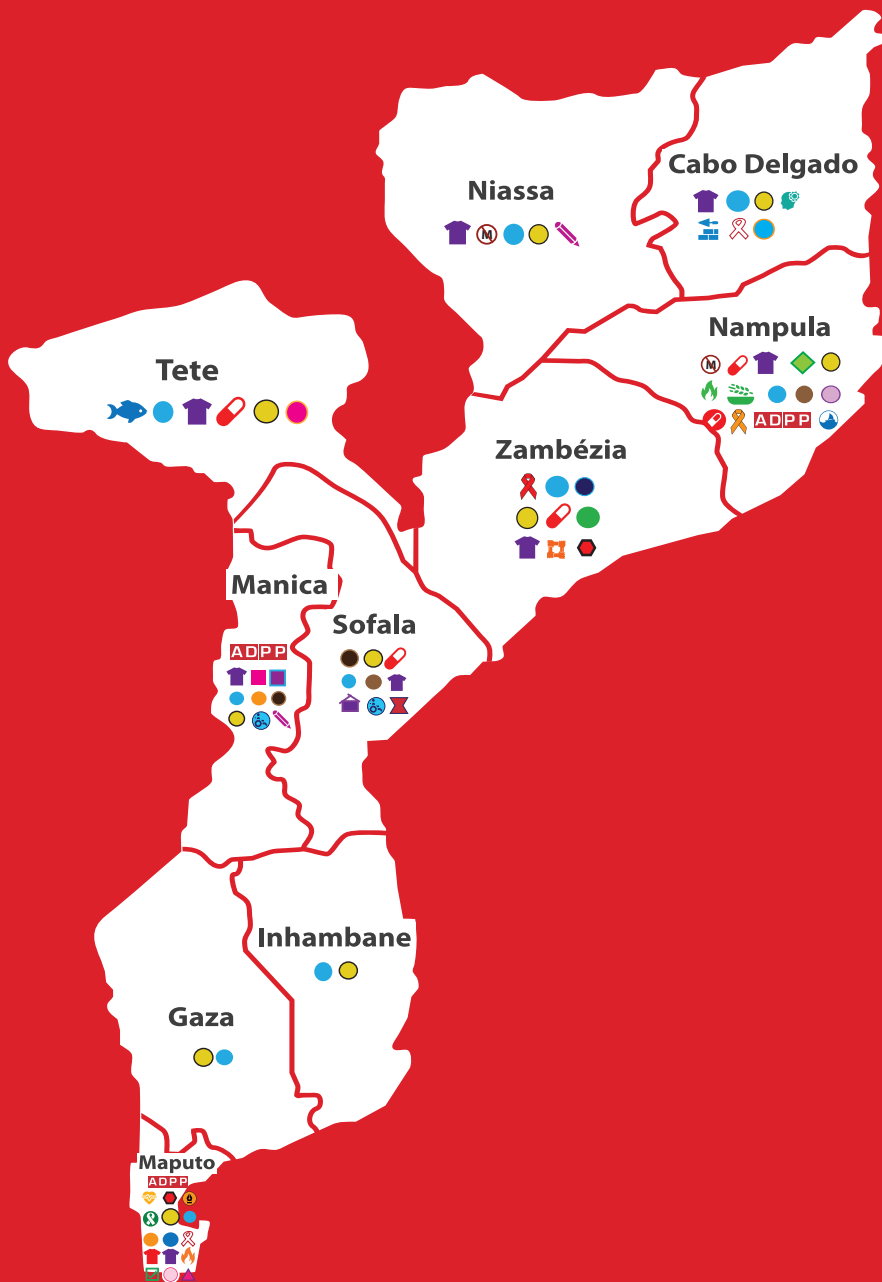 Cabo Delgado
Niassa
M
Nampula
M
ADPP
Tete
Zambézia
Manica
ADPP
Sofala
Inhambane
Gaza
Maputo
ADPP